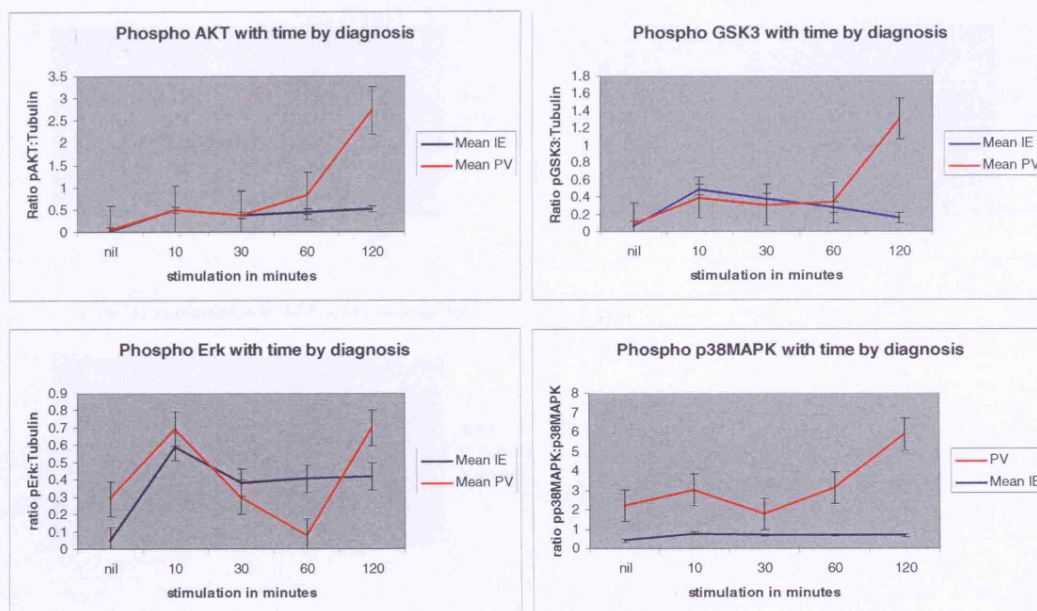 Phospho AKT with time by diagnosis
Ratio pAKT:Tubulin
3.5
3
2.5
2
1.5
1
0.5
0
nil 10 30 60 120
stimulation in minutes
Mean IE
Mean PV
Phospho GSK3 with time by diagnosis
Ratio pGSK3:Tubulin
1.8
1.6
1.4
1.2
1
0.8
0.6
0.4
0.2
0
nil 10 30 60 120
stimulation in minutes
Mean IE
Mean PV
Phospho Erk with time by diagnosis
ratio pErk:Tubulin
0.9
0.8
0.7
0.6
0.5
0.4
0.3
0.2
0.1
0
nil 10 30 60 120
stimulation in minutes
Mean IE
Mean PV
Phospho p38MAPK with time by diagnosis
ratio pp38MAPK:p38MAPK
8
7
6
5
4
3
2
1
0
nil 10 30 60 120
stimulation in minutes
PV
Mean IE